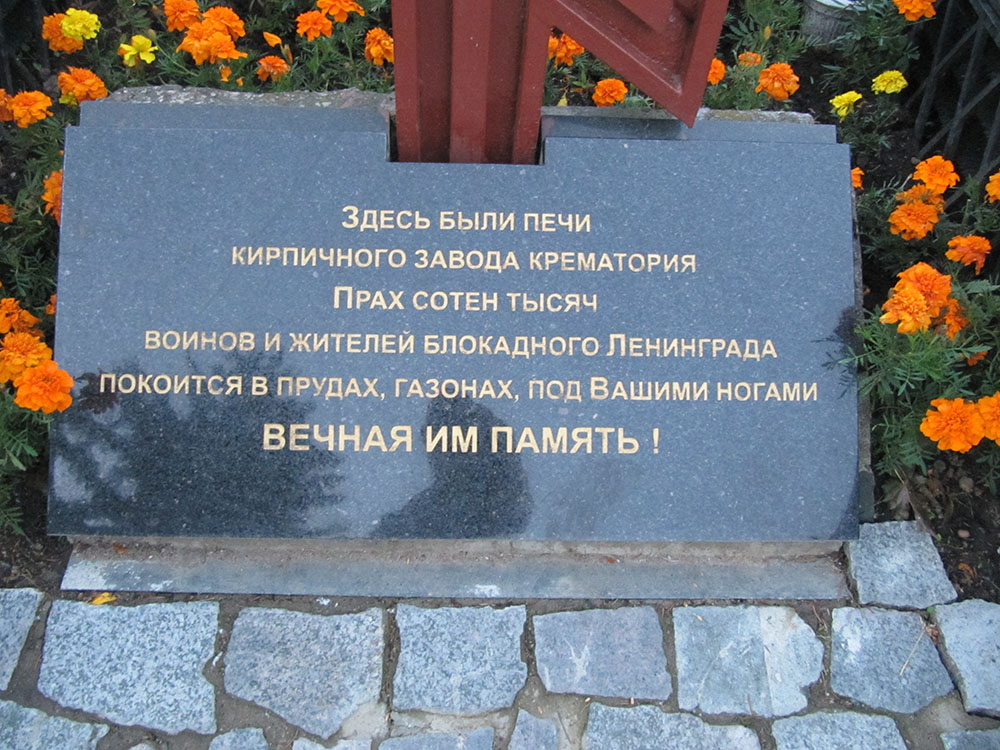 Здесь были печи
кирпичного завода крематория
Прах сотен тысяч
воинов и жителей блокадного Ленинграда
покоится в прудах, газонах, под Вашими ногами
ВЕЧНАЯ ИМ ПАМЯТЬ !